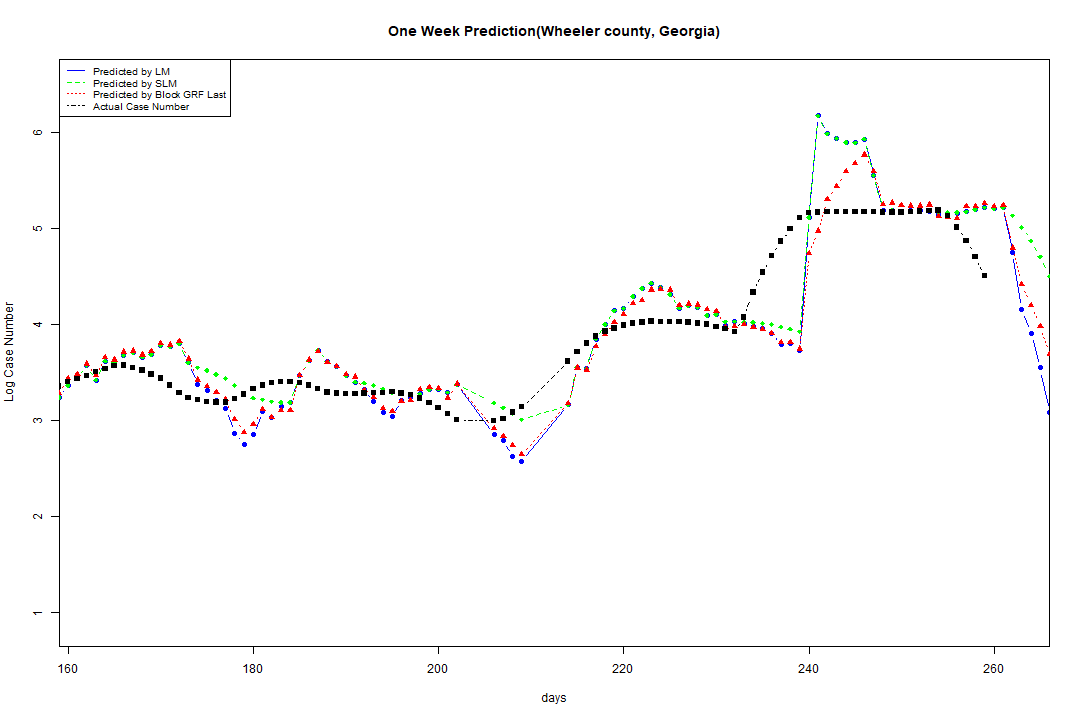 One Week Prediction(Wheeler county, Georgia)
Predicted by LM
Predicted by SLM
Predicted by Block GRF Last
Actual Case Number
Log Case Number
6
5
4
3
2
1
160 180 200 220 240 260
days